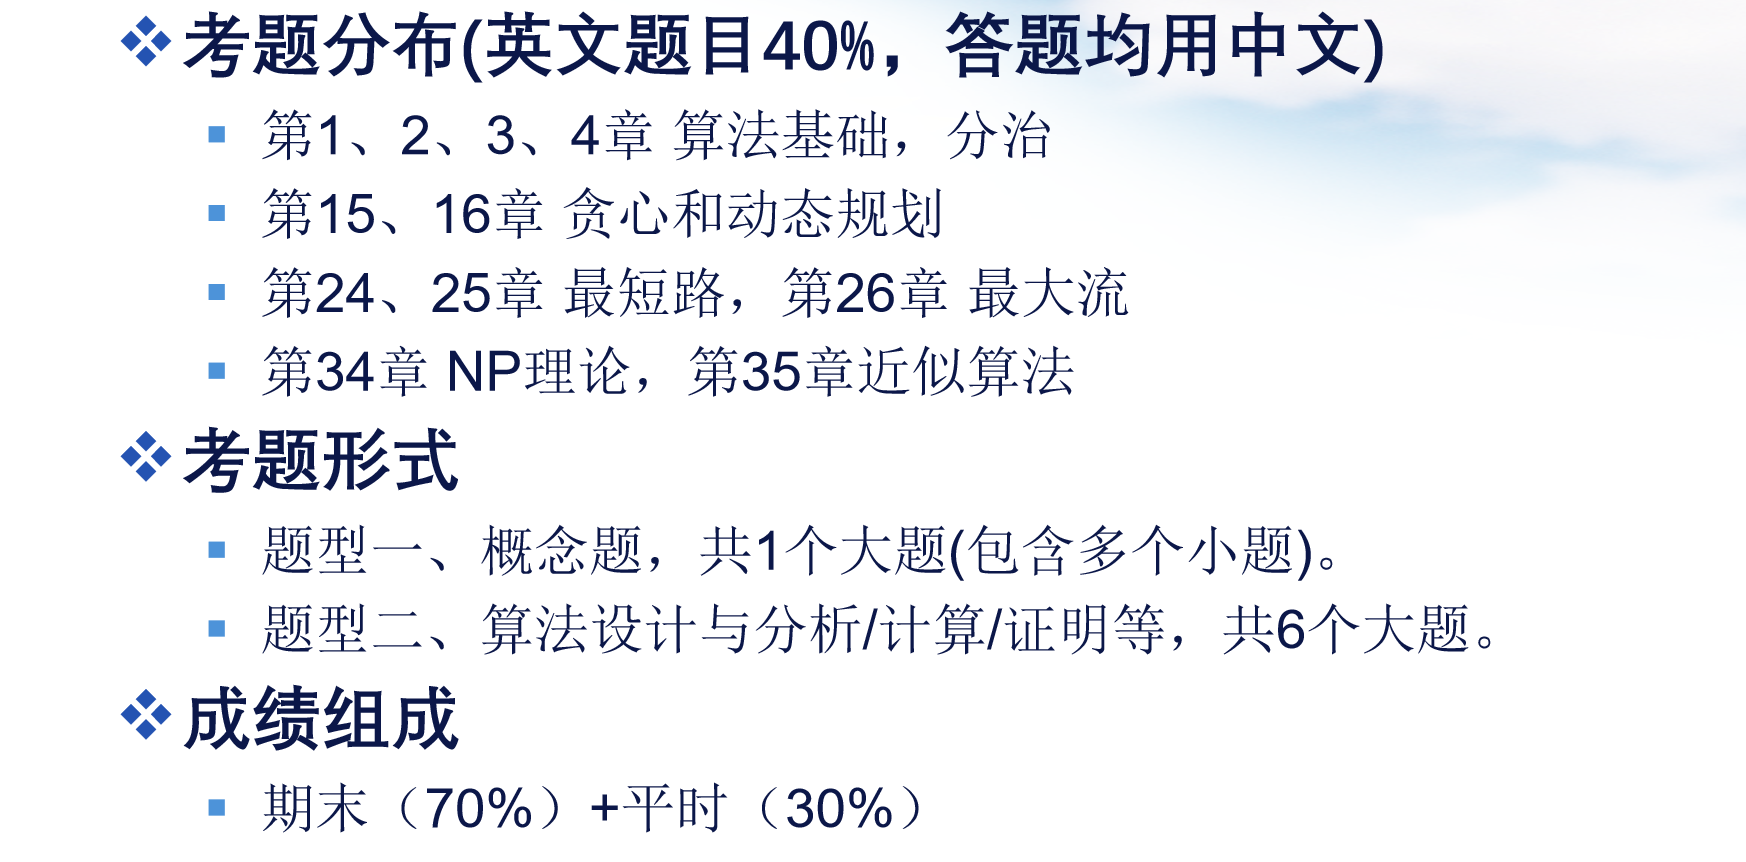 考题分布(英文题目40%，答题均用中文)
第1、2、3、4章 算法基础，分治
第15、16章 贪心和动态规划
第24、25章 最短路，第26章 最大流
第34章 NP理论，第35章近似算法
考题形式
题型一、概念题，共1个大题(包含多个小题)。
题型二、算法设计与分析/计算/证明等，共6个大题。
成绩组成
期末（70%）+平时（30%）